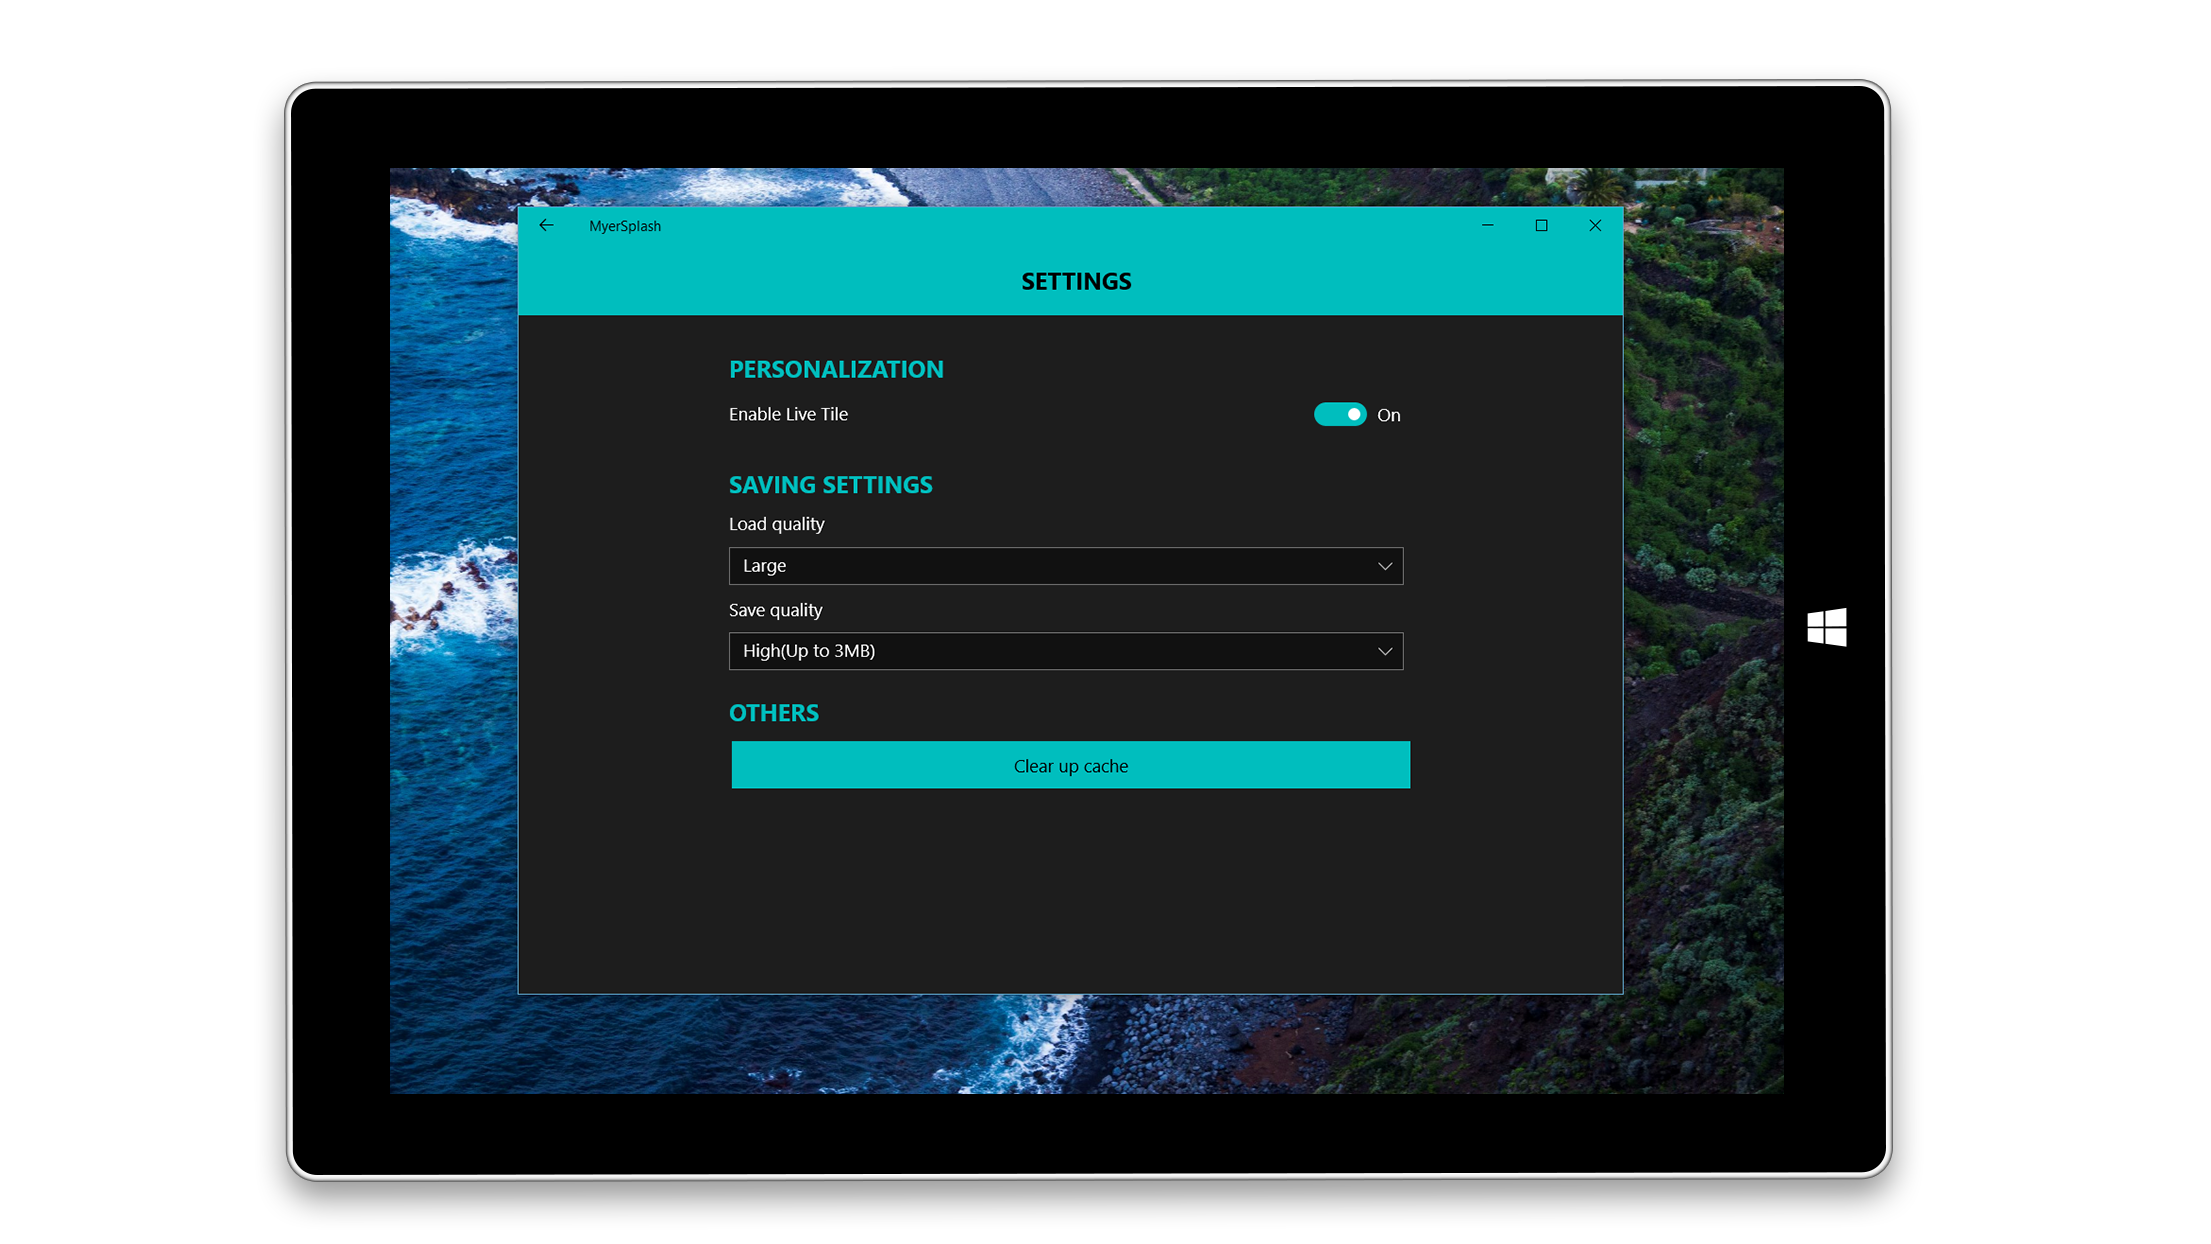 MyerSplash
SETTINGS
PERSONALIZATION
Enable Live Tile
On
SAVING SETTINGS
Load quality
Large
Save quality
High(Up to 3MB)
OTHERS
Clear up cache